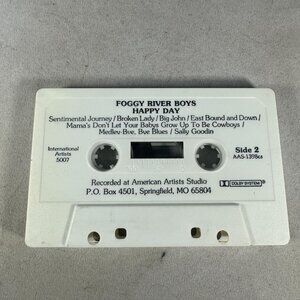 FOGGY RIVER BOYS
HAPPY DAY
Sentimental Journey / Broken Lady / Big John / East Bound and Down /
Mama's Don't Let Your Babys Grow Up To Be Cowboys /
Medley-Bye, Bye Blues / Sally Goodin
International
Artists
5007
Side 2
AAS-1398cs
Recorded at American Artists Studio
DOLBY SYSTEM
P.O. Box 4501, Springfield, MO 65804